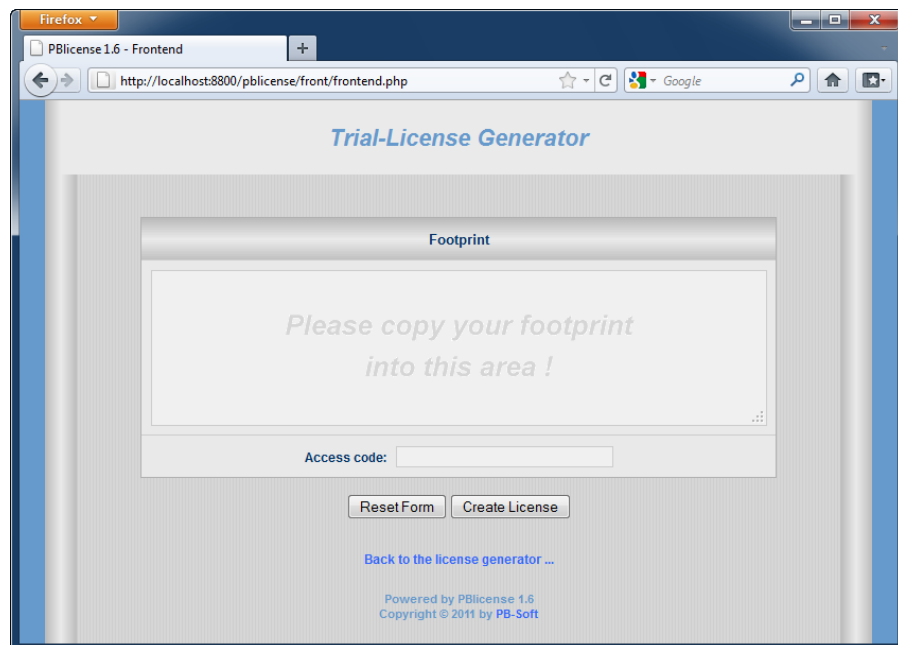 Firefox
PBlicense 1.6 - Frontend
http://localhost:8800/pblicense/front/frontend.php
Google
Trial-License Generator
Footprint
Please copy your footprint
into this area !
Access code:
Reset Form Create License
Back to the license generator ...
Powered by PBlicense 1.6
Copyright © 2011 by PB-Soft